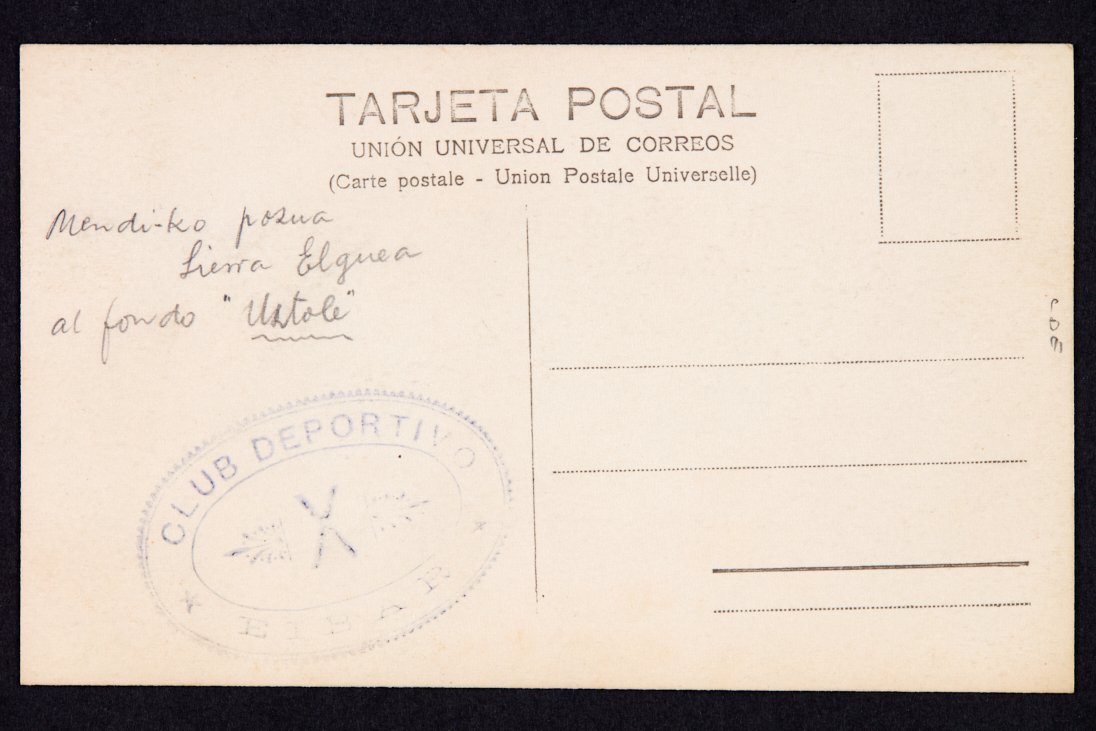 TARJETA POSTAL
UNIÓN UNIVERSAL DE CORREOS
(Carte postale - Union Postale Universelle)
Mendi-ko pozua
Sierra Elguea
al fondo "Ustole"
CLUB DEPORTIVO
EIBAR